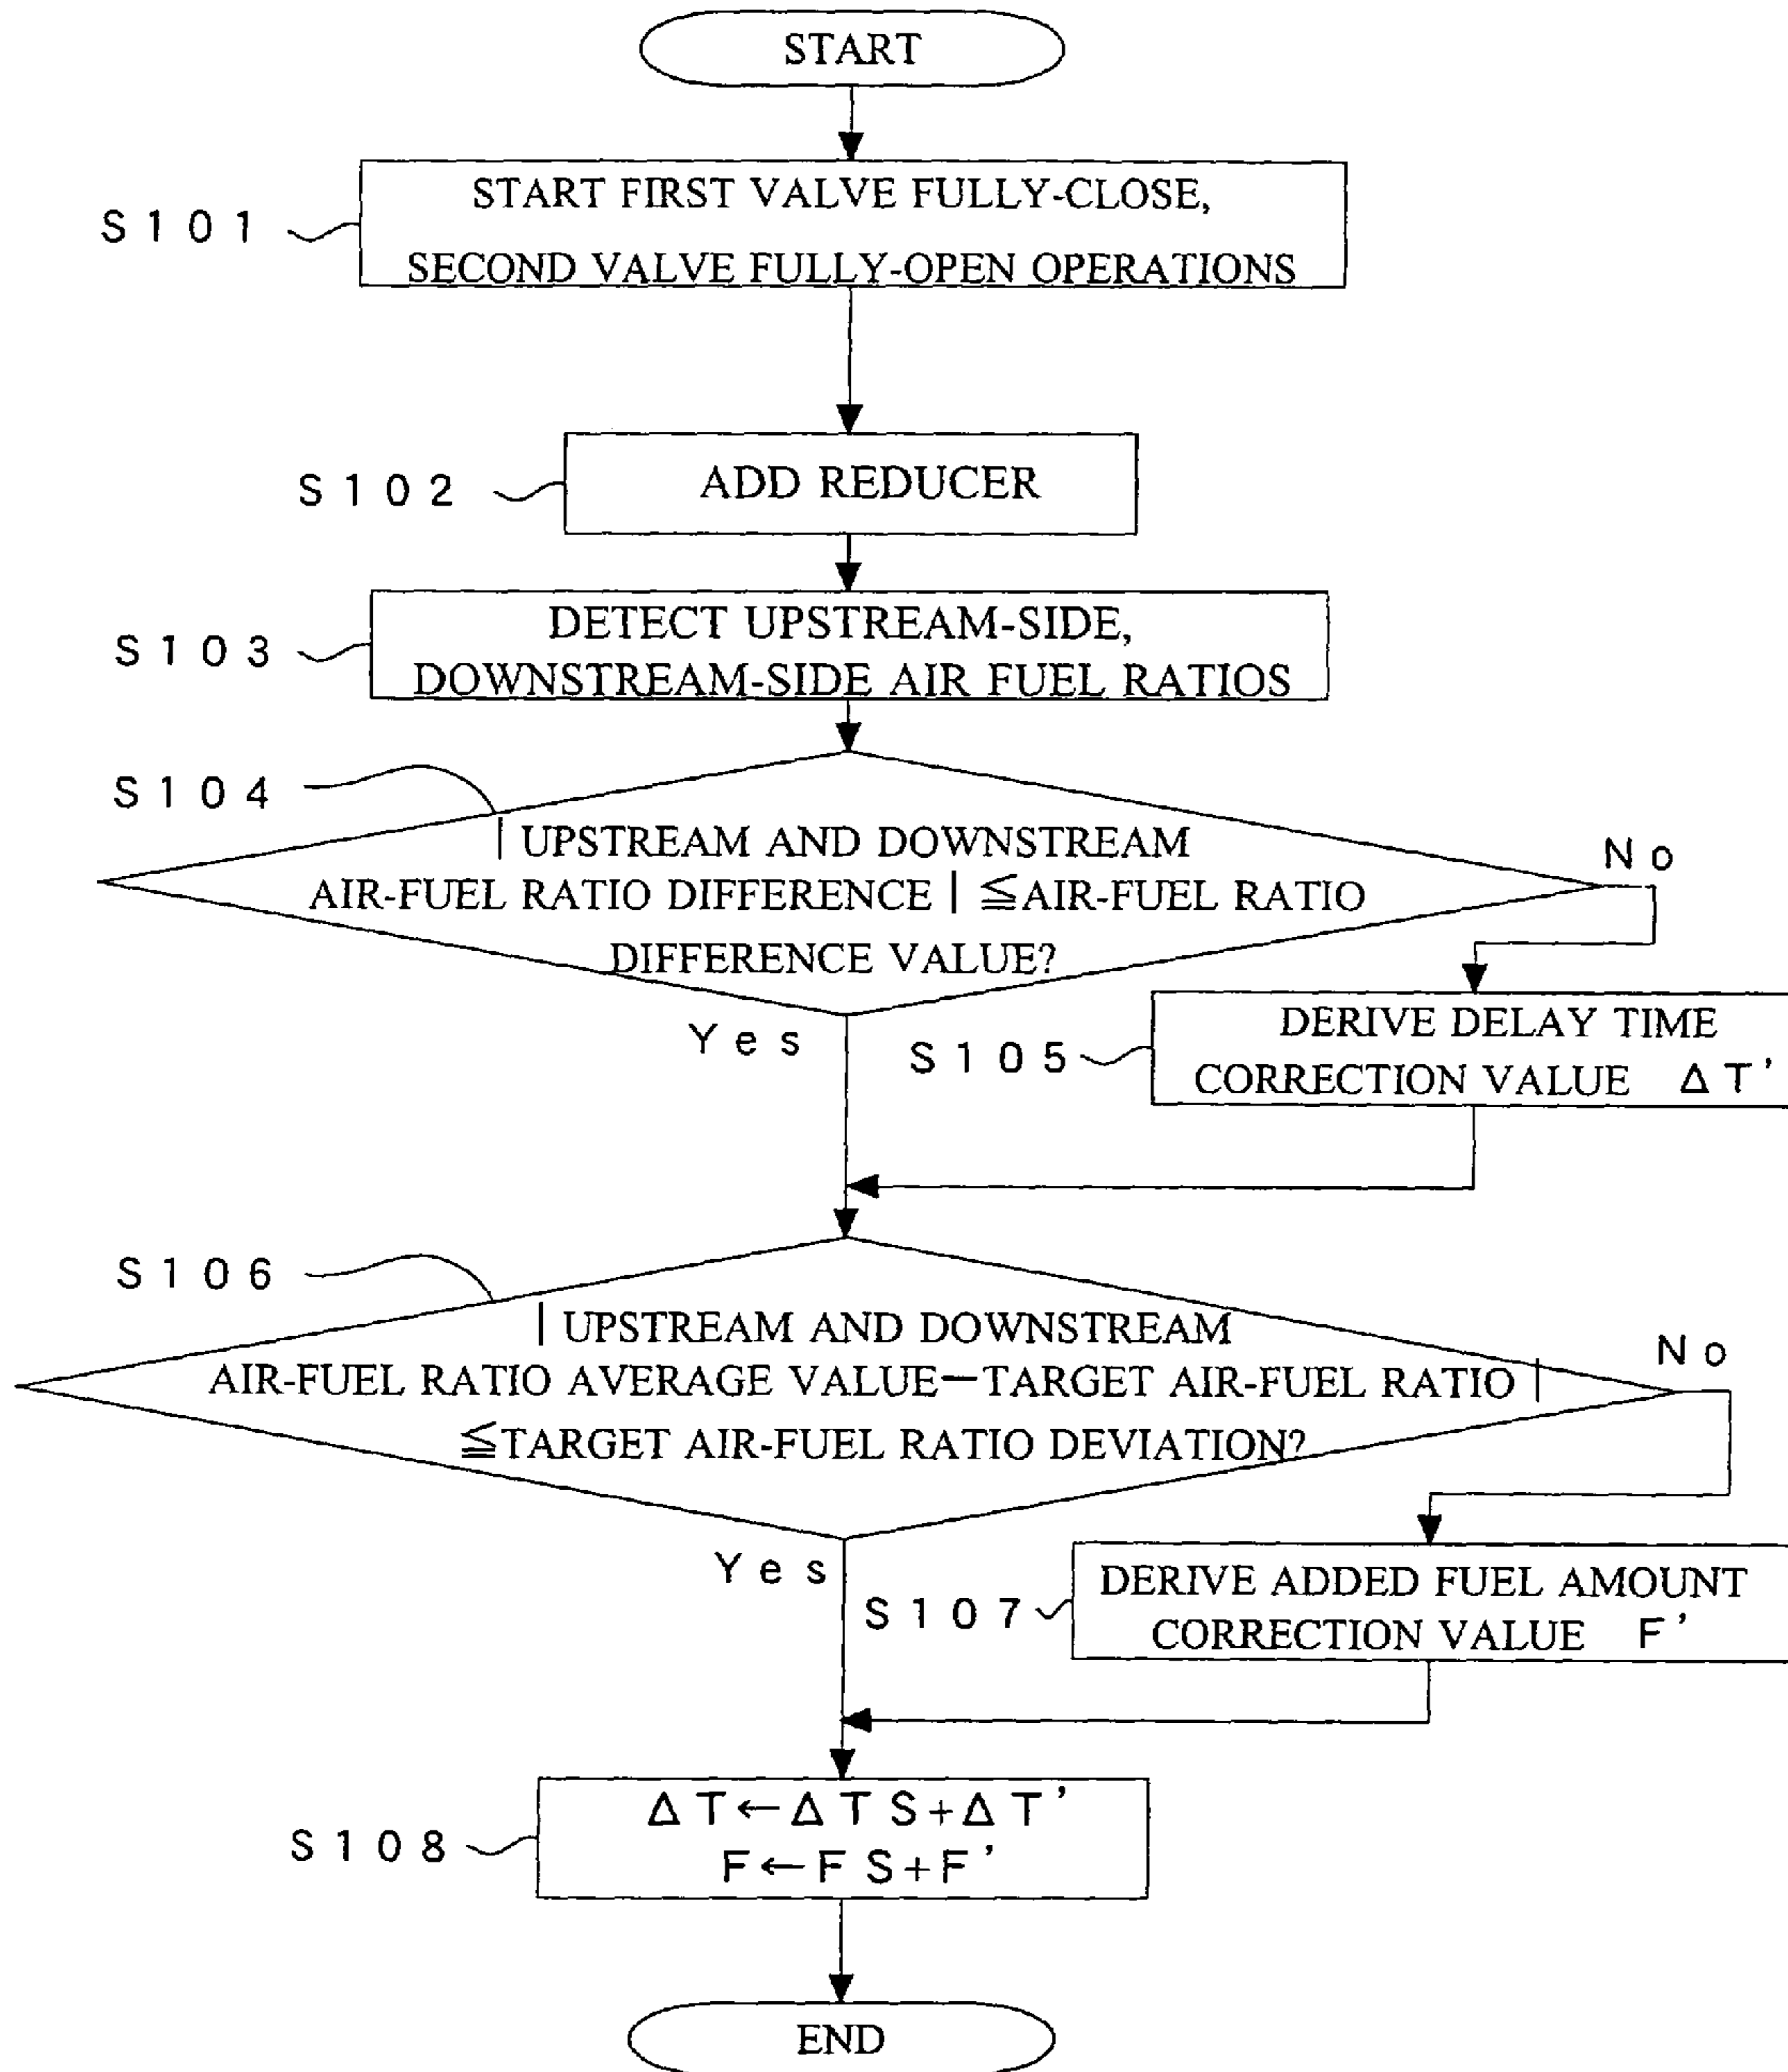 START
S101
START FIRST VALVE FULLY-CLOSE,
SECOND VALVE FULLY-OPEN OPERATIONS
S102
ADD REDUCER
S103
DETECT UPSTREAM-SIDE,
DOWNSTREAM-SIDE AIR FUEL RATIOS
S104
| UPSTREAM AND DOWNSTREAM
AIR-FUEL RATIO DIFFERENCE | ≦AIR-FUEL RATIO
DIFFERENCE VALUE?
No
Yes
S105
DERIVE DELAY TIME
CORRECTION VALUE ΔT'
S106
| UPSTREAM AND DOWNSTREAM
AIR-FUEL RATIO AVERAGE VALUE—TARGET AIR-FUEL RATIO |
≦TARGET AIR-FUEL RATIO DEVIATION?
No
Yes
S107
DERIVE ADDED FUEL AMOUNT
CORRECTION VALUE F'
S108
ΔT←ΔTS+ΔT'
F←FS+F'
END